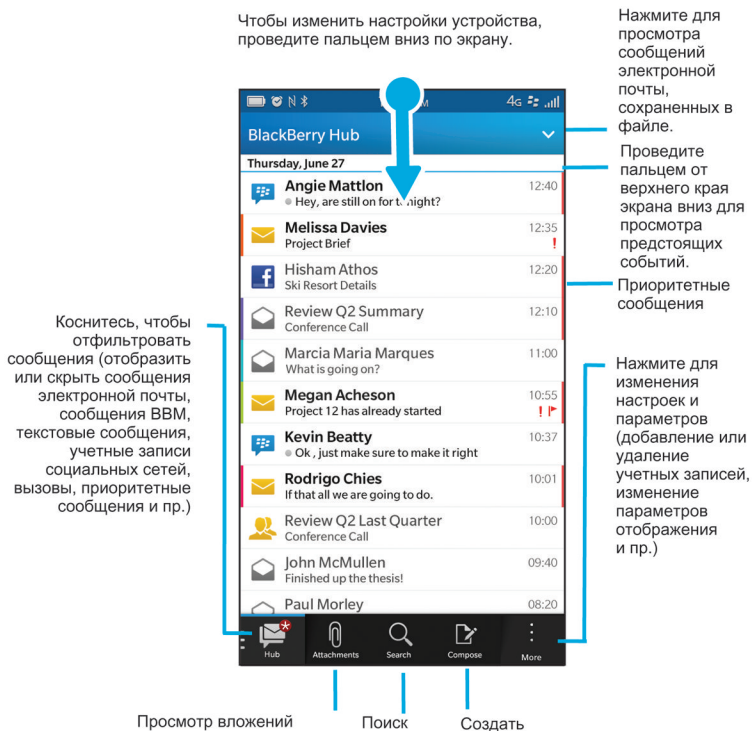 Чтобы изменить настройки устройства,
проведите пальцем вниз по экрану.
Нажмите для
просмотра
сообщений
электронной
почты,
сохраненных в
файле.
Проведите
пальцем от
верхнего края
экрана вниз для
просмотра
предстоящих
событий.
Приоритетные
сообщения
Нажмите для
изменения
настроек и
параметров
(добавление или
удаление
учетных записей,
изменение
параметров
отображения
и пр.)
Коснитесь, чтобы
отфильтровать
сообщения (отобразить
или скрыть сообщения
электронной почты,
сообщения BBM,
текстовые сообщения,
учетные записи
социальных сетей,
вызовы, приоритетные
сообщения и пр.)
4G
BlackBerry Hub
Thursday, June 27
Angie Mattlon 12:40
Hey, are still on for t night?
Melissa Davies 12:35
Project Brief !
Hisham Athos 12:20
Ski Resort Details
Review Q2 Summary 12:10
Conference Call
Marcia Maria Marques 11:00
What is going on?
Megan Acheson 10:55
Project 12 has already started !
Kevin Beatty 10:37
Ok , just make sure to make it right
Rodrigo Chies 10:01
If that all we are going to do.
Review Q2 Last Quarter 10:00
Conference Call
John McMullen 09:40
Finished up the thesis!
Paul Morley 08:20
Hub Attachments Search Compose More
Просмотр вложений Поиск Создать